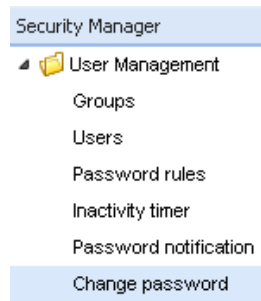 Security Manager
User Management
Groups
Users
Password rules
Inactivity timer
Password notification
Change password